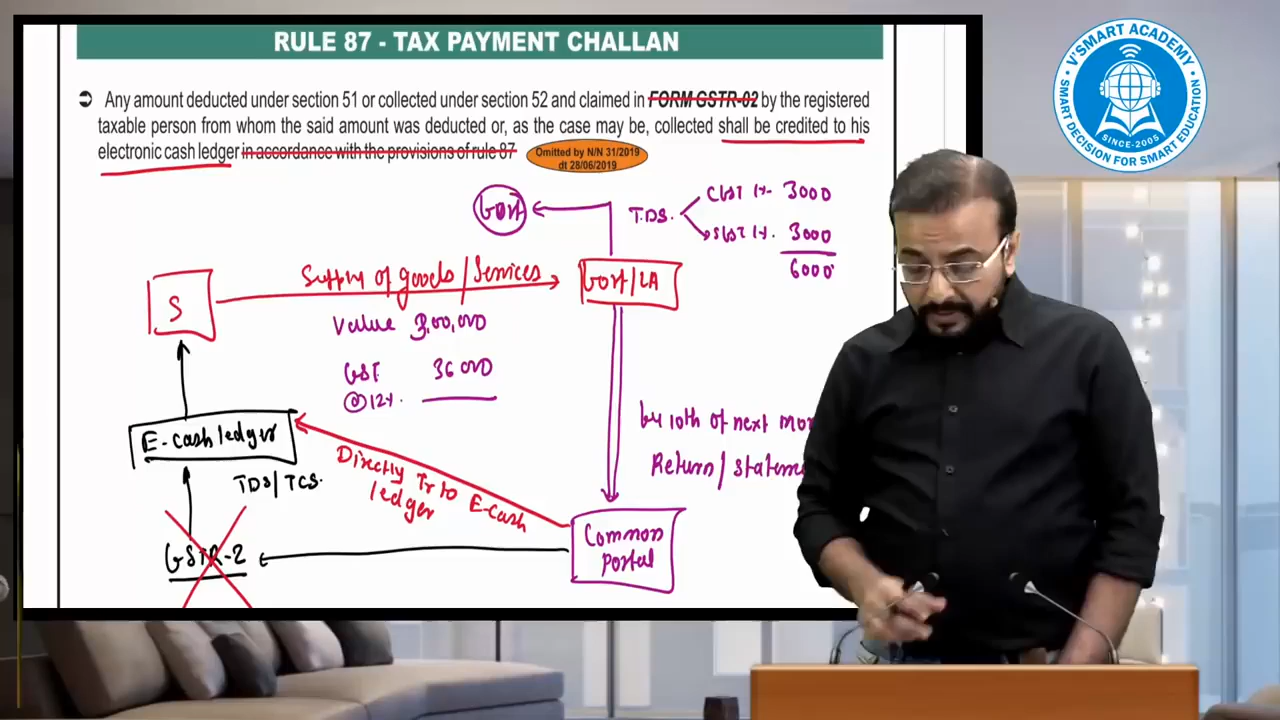 RULE 87 - TAX PAYMENT CHALLAN
➲ Any amount deducted under section 51 or collected under section 52 and claimed in FORM GSTR-02 by the registered
taxable person from whom the said amount was deducted or, as the case may be, collected shall be credited to his
electronic cash ledger in accordance with the provisions of rule 87
Omitted by N/N 31/2019
dt 28/06/2019
V'SMART ACADEMY
SINCE-2005
SMART DECISION FOR SMART EDUCATION
Govt
T.D.S.
CGST 1%. 3000
SGST 1%. 3000
6000
S
Supply of goods/Services
Govt/LA
Value 3,00,000
GST 36000
@12%.
by 10th of next
Return/
E-cash ledger
TDS/TCS.
Directly Tr to E-cash
ledger
Common
portal
GSTR-2